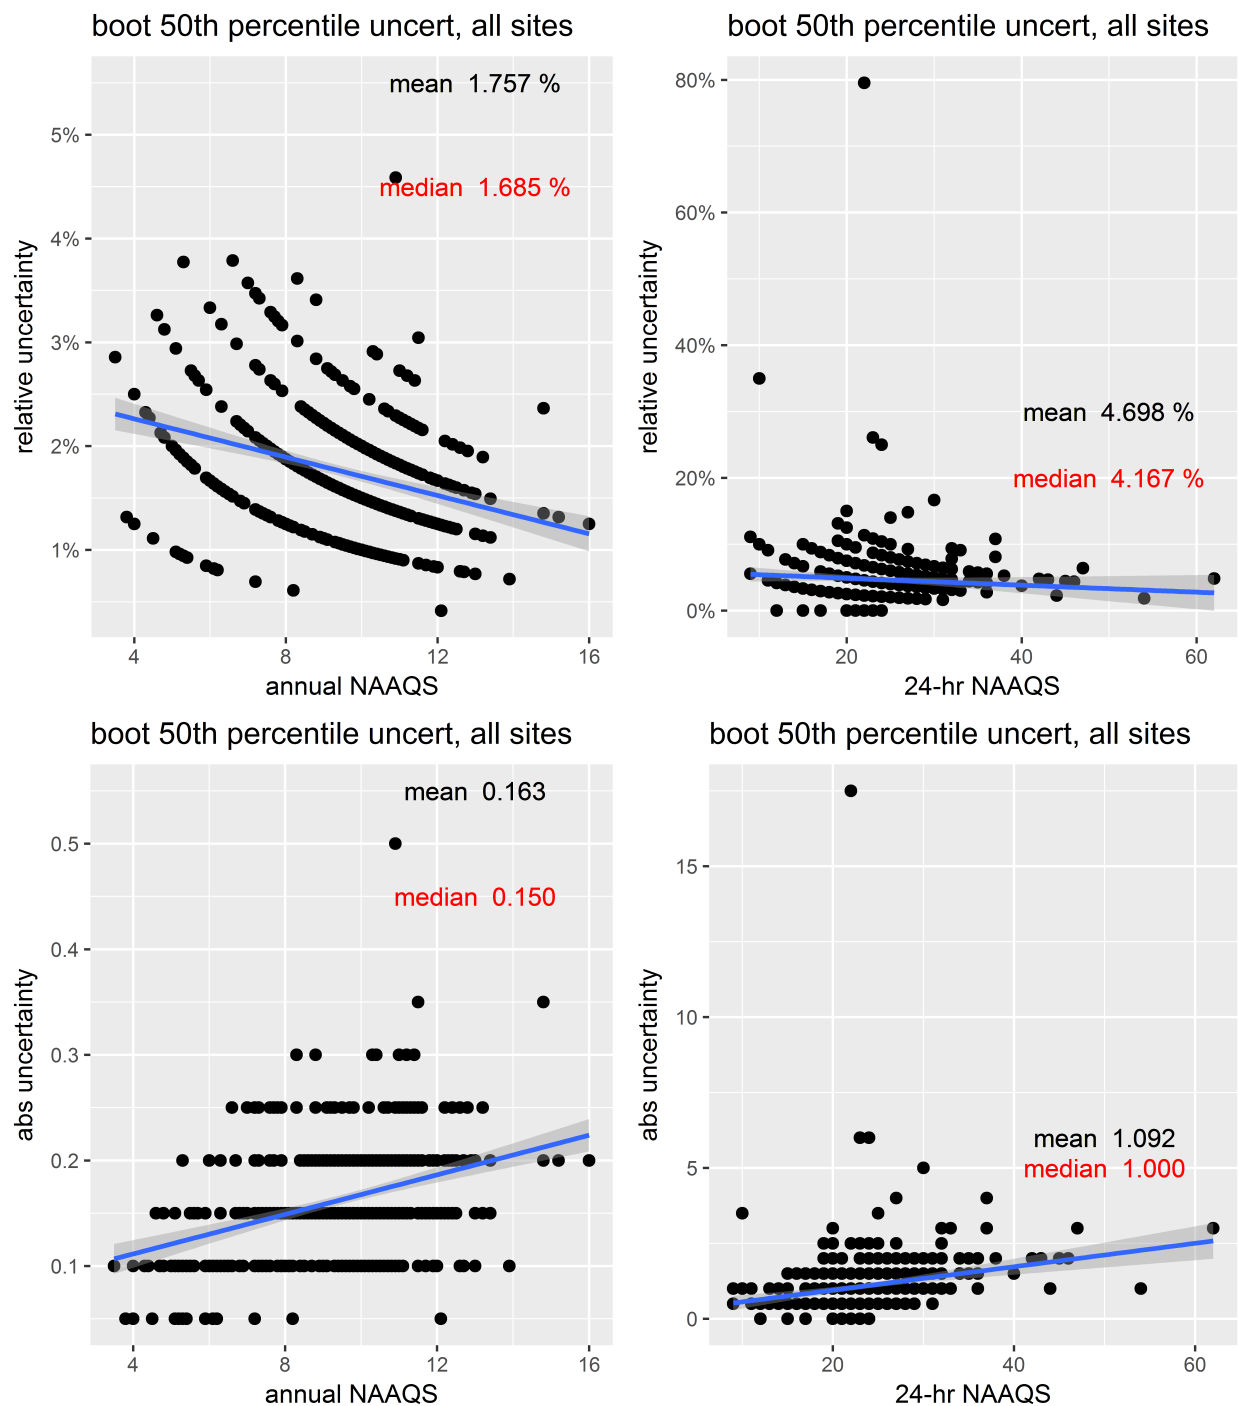 boot 50th percentile uncert, all sites
mean 1.757 %
median 1.685 %
5%
4%
3%
2%
1%
relative uncertainty
4
8
12
16
annual NAAQS
boot 50th percentile uncert, all sites
80%
60%
40%
20%
0%
mean 4.698 %
median 4.167 %
relative uncertainty
20
40
60
24-hr NAAQS
boot 50th percentile uncert, all sites
mean 0.163
median 0.150
0.5
0.4
0.3
0.2
0.1
abs uncertainty
4
8
12
16
annual NAAQS
boot 50th percentile uncert, all sites
15
10
5
0
mean 1.092
median 1.000
abs uncertainty
20
40
60
24-hr NAAQS